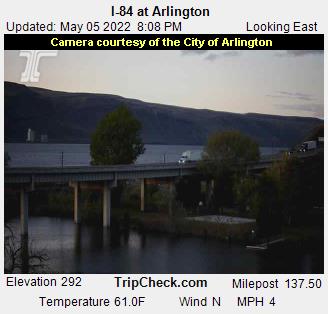 I-84 at Arlington
Updated: May 05 2022 8:08 PM Looking East
Camera courtesy of the City of Arlington
Elevation 292 TripCheck.com Milepost 137.50
Temperature 61.0F Wind N MPH 4